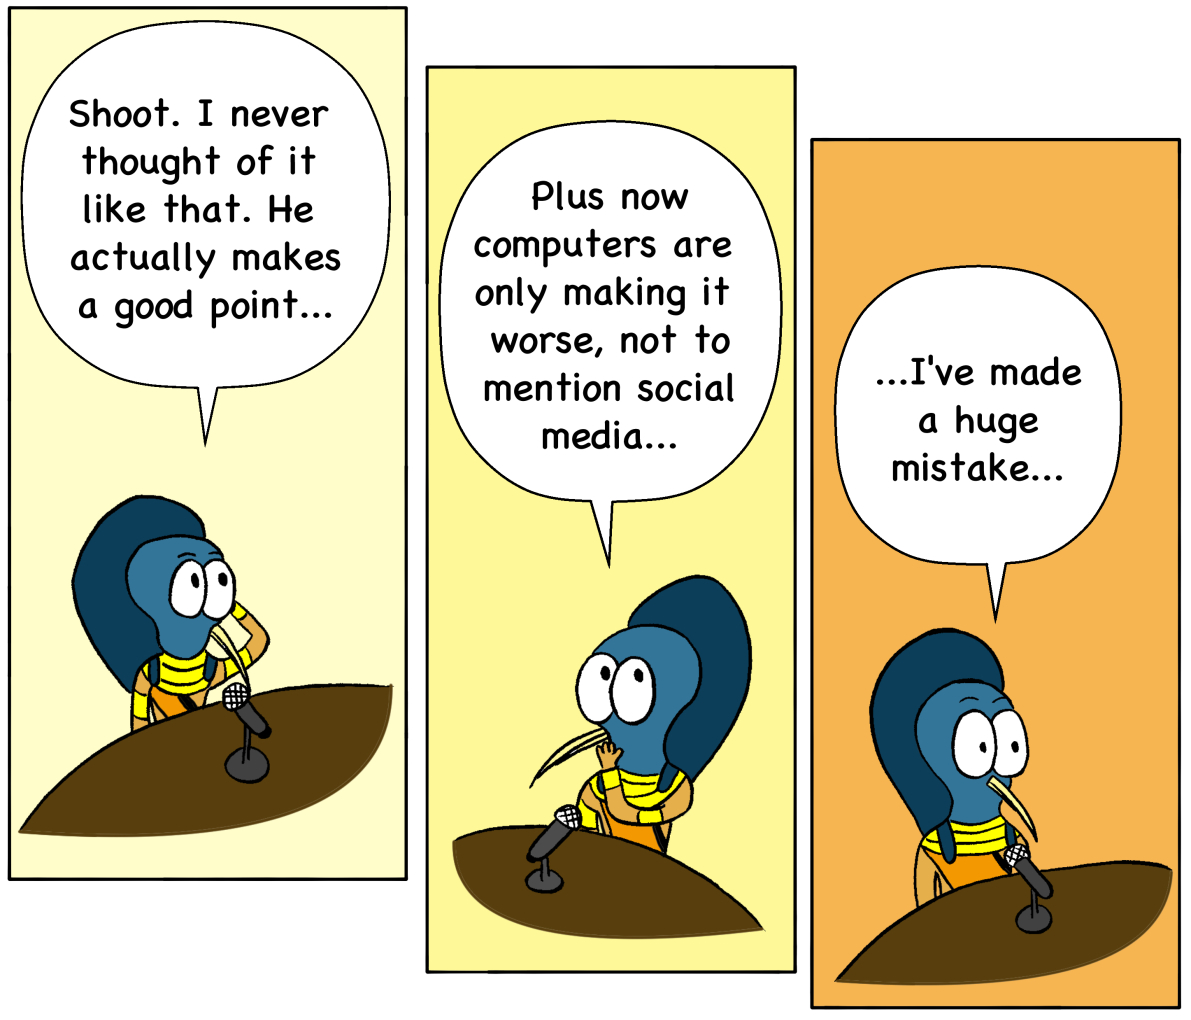 Shoot. I never
thought of it
like that. He
actually makes
a good point...
Plus now
computers are
only making it
worse, not to
mention social
media...
...I've made
a huge
mistake...